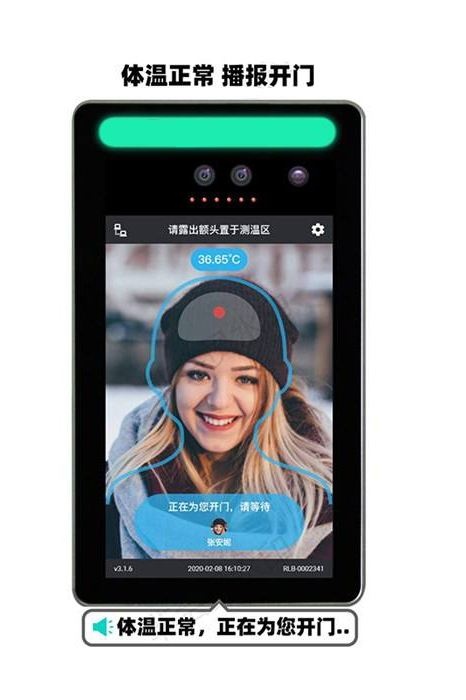 体温正常 播报开门
请露出额头置于测温区
36.65°C
正在为您开门，请等待
张安妮
v3.1.6 2020-02-08 16:10:27 RLB-0002341
体温正常，正在为您开门..